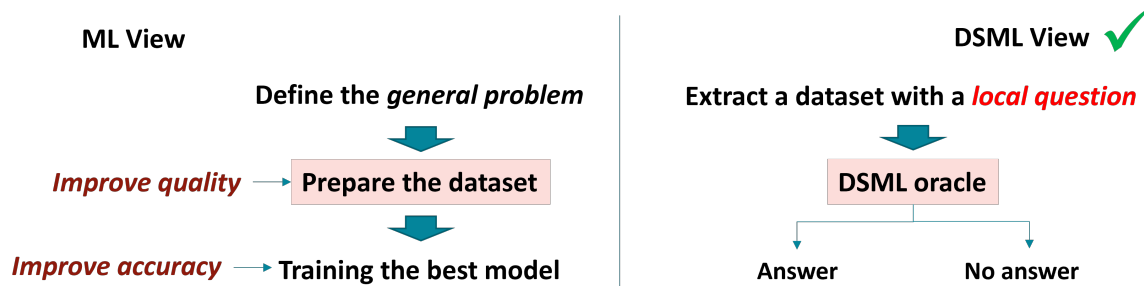 ML View
Define the general problem
Improve quality
Prepare the dataset
Improve accuracy
Training the best model
DSML View
Extract a dataset with a local question
DSML oracle
Answer
No answer